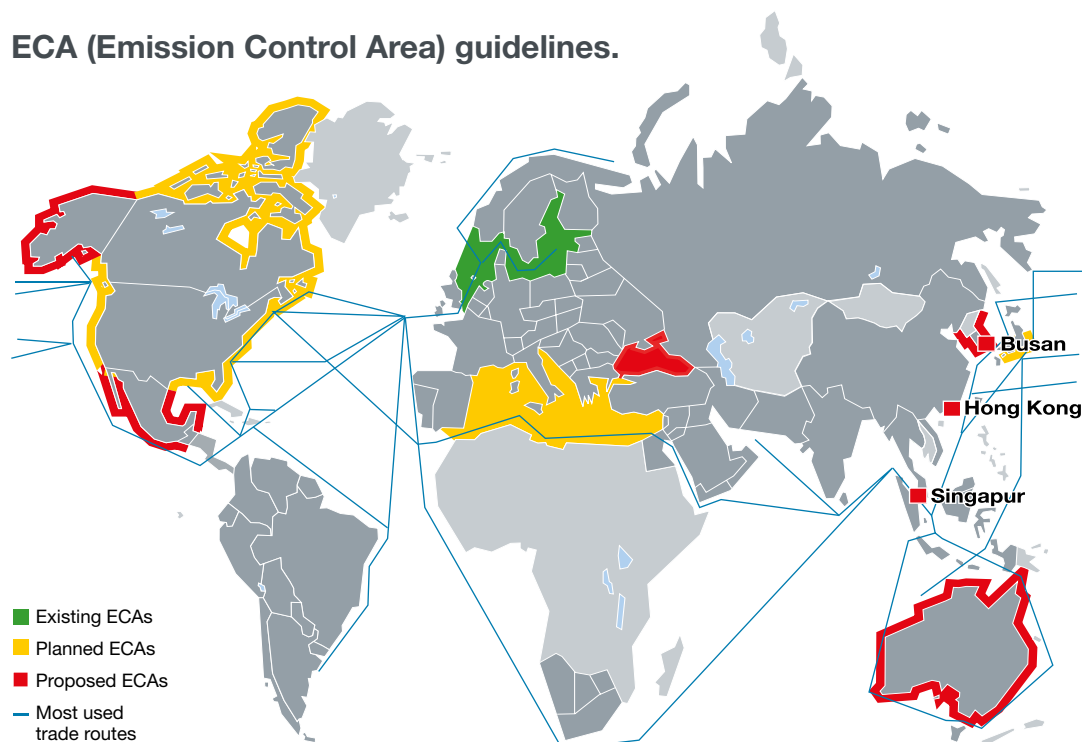 ECA (Emission Control Area) guidelines.
Busan
Hong Kong
Singapur
Existing ECAs
Planned ECAs
Proposed ECAs
Most used
trade routes